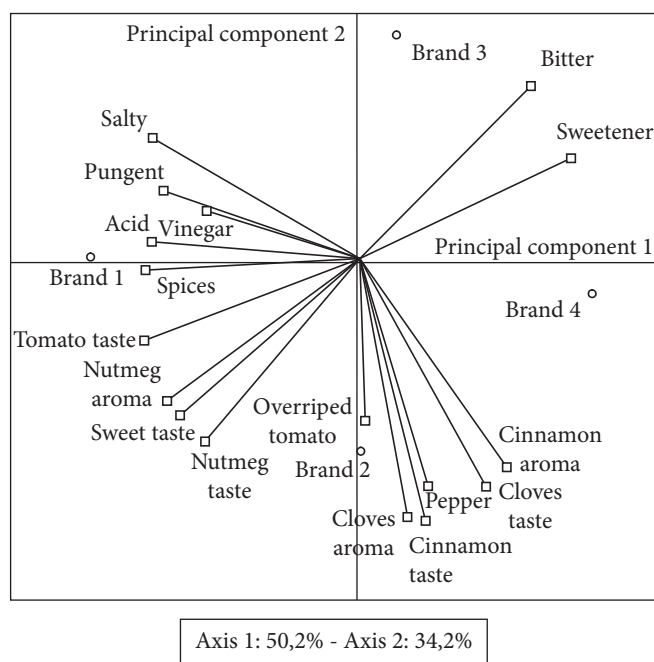 Principal component 2
Brand 3
Bitter
Salty
Sweetener
Pungent
Acid
Vinegar
Principal component 1
Brand 1
Spices
Brand 4
Tomato taste
Nutmeg
aroma
Sweet taste
Nutmeg
taste
Overriped
tomato
Brand 2
Cinnamon
aroma
Cloves
taste
Pepper
Cloves
aroma
Cinnamon
taste
Axis 1: 50,2% - Axis 2: 34,2%